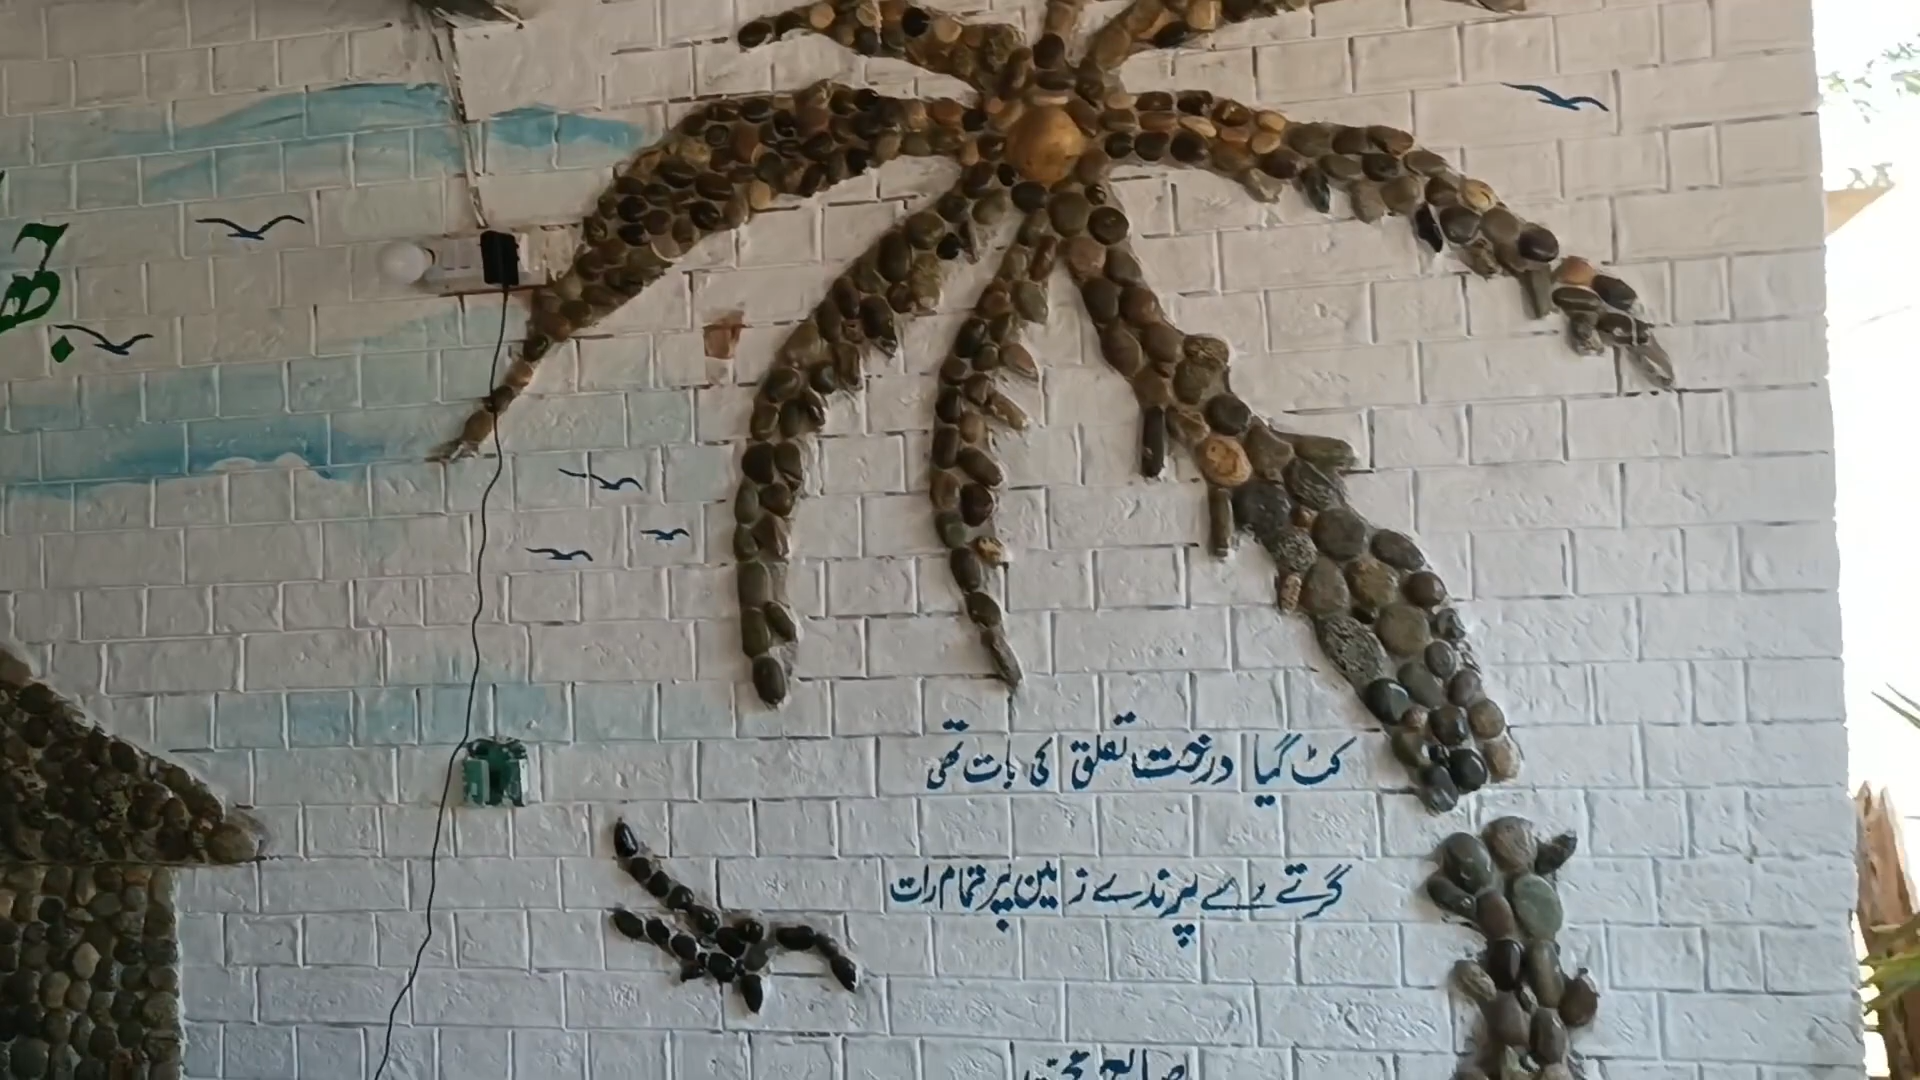 کٹ گیا درخت تعلق کی بات تھی
گرتے رہے پرندے زمین پر تمام رات